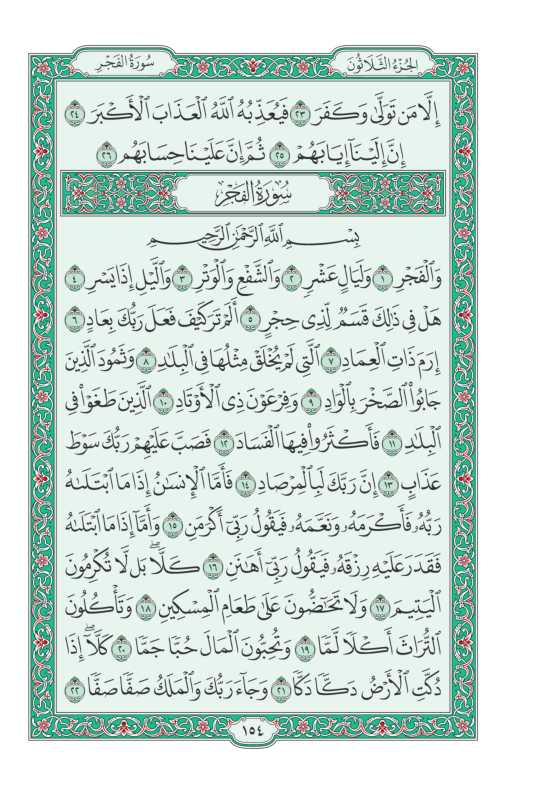 الجُزْءُ الثَّلَاثُونَ سُورَةُ الفَجْرِ
إِلَّا مَن تَوَلَّىٰ وَكَفَرَ ٢٣ فَيُعَذِّبُهُ ٱللَّهُ ٱلْعَذَابَ ٱلْأَكْبَرَ ٢٤
إِنَّ إِلَيْنَآ إِيَابَهُمْ ٢٥ ثُمَّ إِنَّ عَلَيْنَا حِسَابَهُم ٢٦
سُورَةُ الفَجْرِ
بِسْمِ ٱللَّهِ ٱلرَّحْمَٰنِ ٱلرَّحِيمِ
وَٱلْفَجْرِ ١ وَلَيَالٍ عَشْرٍ ٢ وَٱلشَّفْعِ وَٱلْوَتْرِ ٣ وَٱلَّيْلِ إِذَا يَسْرِ ٤
هَلْ فِى ذَٰلِكَ قَسَمٌ لِّذِى حِجْرٍ ٥ أَلَمْ تَرَ كَيْفَ فَعَلَ رَبُّكَ بِعَادٍ ٦
إِرَمَ ذَاتِ ٱلْعِمَادِ ٧ ٱلَّتِى لَمْ يُخْلَقْ مِثْلُهَا فِى ٱلْبِلَٰدِ ٨ وَثَمُودَ ٱلَّذِينَ
جَابُوا۟ ٱلصَّخْرَ بِٱلْوَادِ ٩ وَفِرْعَوْنَ ذِى ٱلْأَوْتَادِ ١٠ ٱلَّذِينَ طَغَوْا۟ فِى
ٱلْبِلَٰدِ ١١ فَأَكْثَرُوا۟ فِيهَا ٱلْفَسَادَ ١٢ فَصَبَّ عَلَيْهِمْ رَبُّكَ سَوْطَ
عَذَابٍ ١٣ إِنَّ رَبَّكَ لَبِٱلْمِرْصَادِ ١٤ فَأَمَّا ٱلْإِنسَٰنُ إِذَا مَا ٱبْتَلَىٰهُ
رَبُّهُۥ فَأَكْرَمَهُۥ وَنَعَّمَهُۥ فَيَقُولُ رَبِّىٓ أَكْرَمَنِ ١٥ وَأَمَّآ إِذَا مَا ٱبْتَلَىٰهُ
فَقَدَرَ عَلَيْهِ رِزْقَهُۥ فَيَقُولُ رَبِّىٓ أَهَٰنَنِ ١٦ كَلَّا ۖ بَل لَّا تُكْرِمُونَ
ٱلْيَتِيمَ ١٧ وَلَا تَحَٰٓضُّونَ عَلَىٰ طَعَامِ ٱلْمِسْكِينِ ١٨ وَتَأْكُلُونَ
ٱلتُّرَاثَ أَكْلًا لَّمًّا ١٩ وَتُحِبُّونَ ٱلْمَالَ حُبًّا جَمًّا ٢٠ كَلَّآ ۖ إِذَا
دُكَّتِ ٱلْأَرْضُ دَكًّا دَكًّا ٢١ وَجَآءَ رَبُّكَ وَٱلْمَلَكُ صَفًّا صَفًّا ٢٢
١٥٤